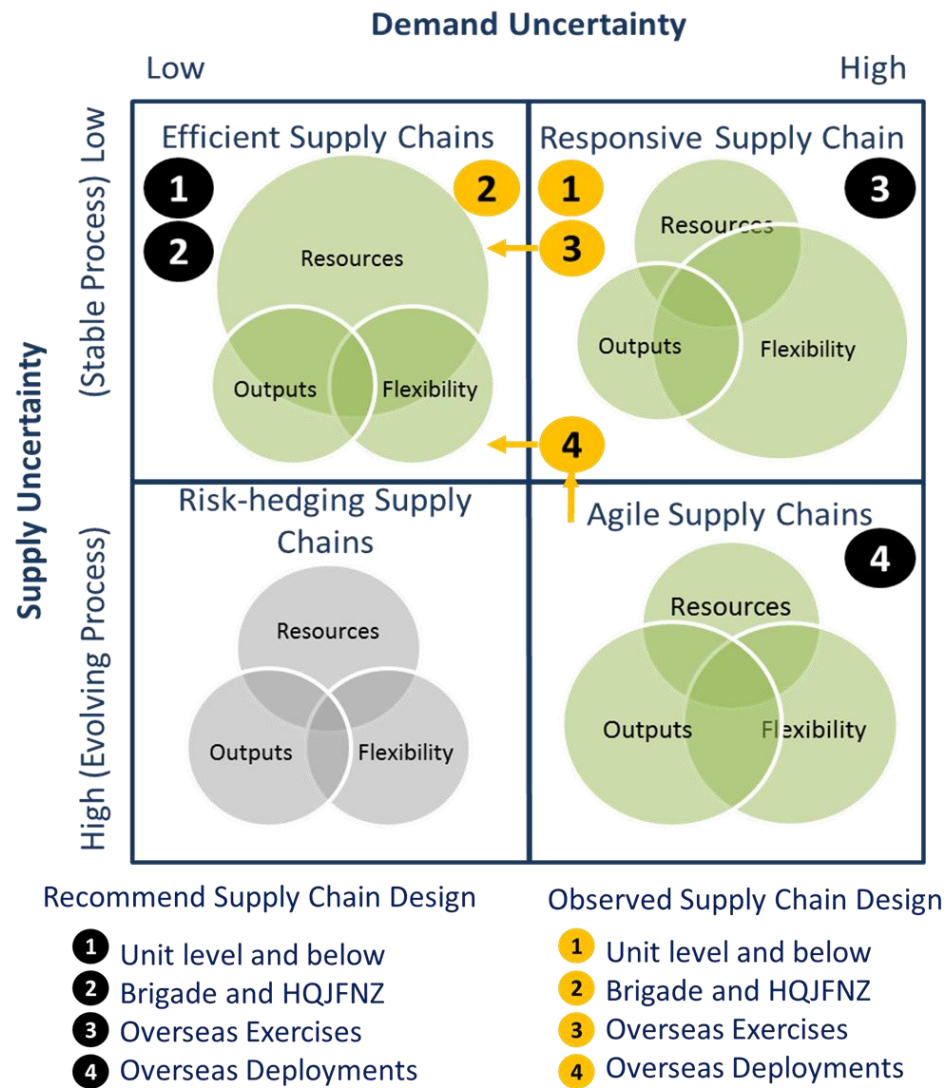 Demand Uncertainty
Low
High
Supply Uncertainty
(Stable Process) Low
High (Evolving Process)
Efficient Supply Chains
1
2
2
Resources
Outputs
Flexibility
Responsive Supply Chain
1
3
3
Resources
Outputs
Flexibility
4
Risk-hedging Supply
Chains
Resources
Outputs
Flexibility
Agile Supply Chains
4
Resources
Outputs
Flexibility
Recommend Supply Chain Design
1 Unit level and below
2 Brigade and HQJFNZ
3 Overseas Exercises
4 Overseas Deployments
Observed Supply Chain Design
1 Unit level and below
2 Brigade and HQJFNZ
3 Overseas Exercises
4 Overseas Deployments